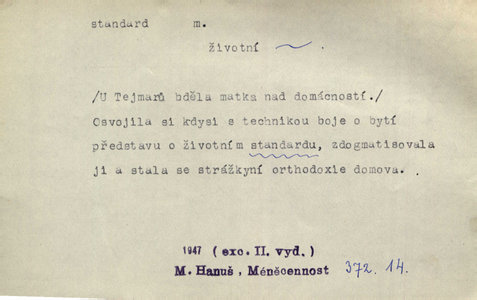 standard m.
životní ~ .
/U Tejmarů bděla matka nad domácností./
Osvojila si kdysi s technikou boje o bytí
představu o životním standardu, zdogmatisovala
ji a stala se strážkyní orthodoxie domova.
1947 (exc. II. vyd.)
M. Hanuš, Méněcennost 372. 14.